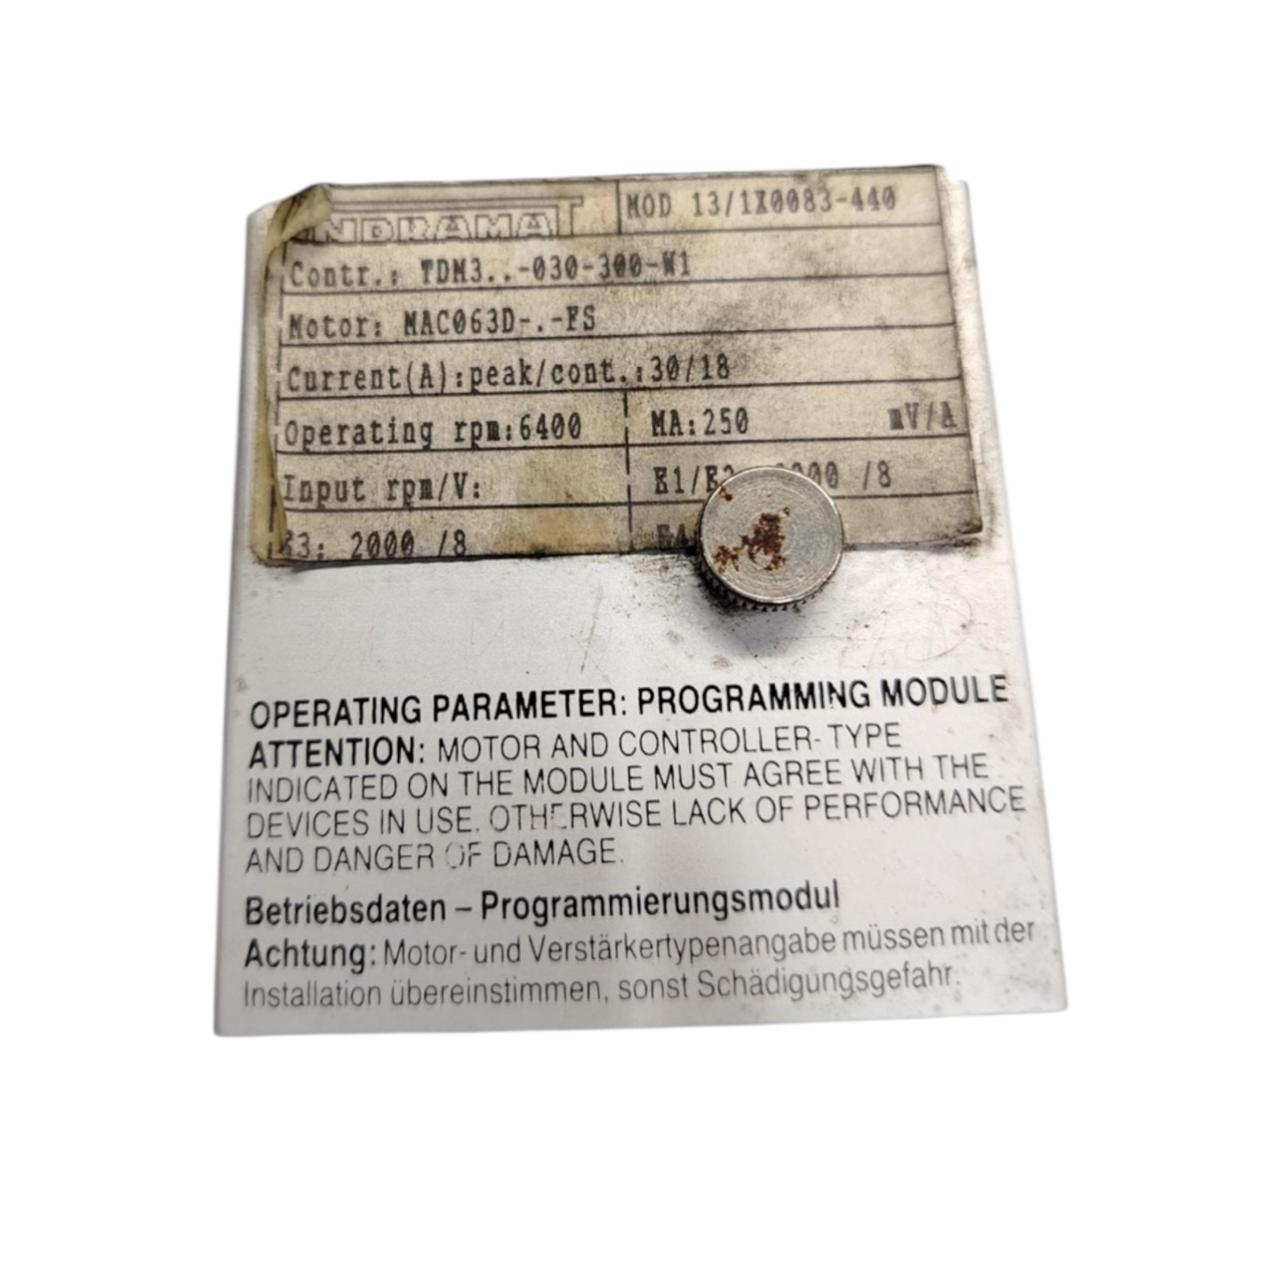 INDRAMAT MOD 13/1X0083-440
Contr.: TDM3..-030-300-W1
Motor: MAC063D-.-FS
Current(A):peak/cont.:30/18
Operating rpm:6400 MA:250 mV/A
Input rpm/V: /8
E3: 2000 /8
OPERATING PARAMETER: PROGRAMMING MODULE
ATTENTION: MOTOR AND CONTROLLER-TYPE
INDICATED ON THE MODULE MUST AGREE WITH THE
DEVICES IN USE. OTHERWISE LACK OF PERFORMANCE
AND DANGER OF DAMAGE.
Betriebsdaten – Programmierungsmodul
Achtung: Motor- und Verstärkertypenangabe müssen mit der
Installation übereinstimmen, sonst Schädigungsgefahr.